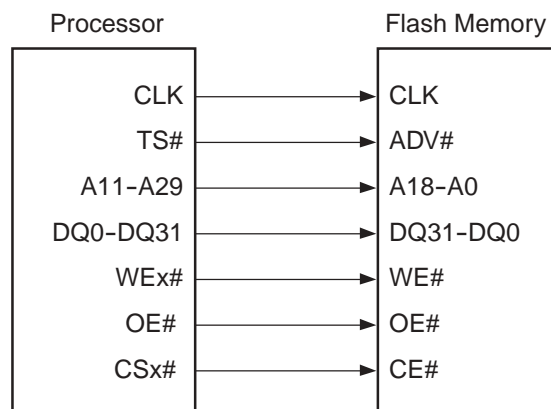 Processor Flash Memory
CLK CLK
TS# ADV#
A11-A29 A18-A0
DQ0-DQ31 DQ31-DQ0
WEx# WE#
OE# OE#
CSx# CE#